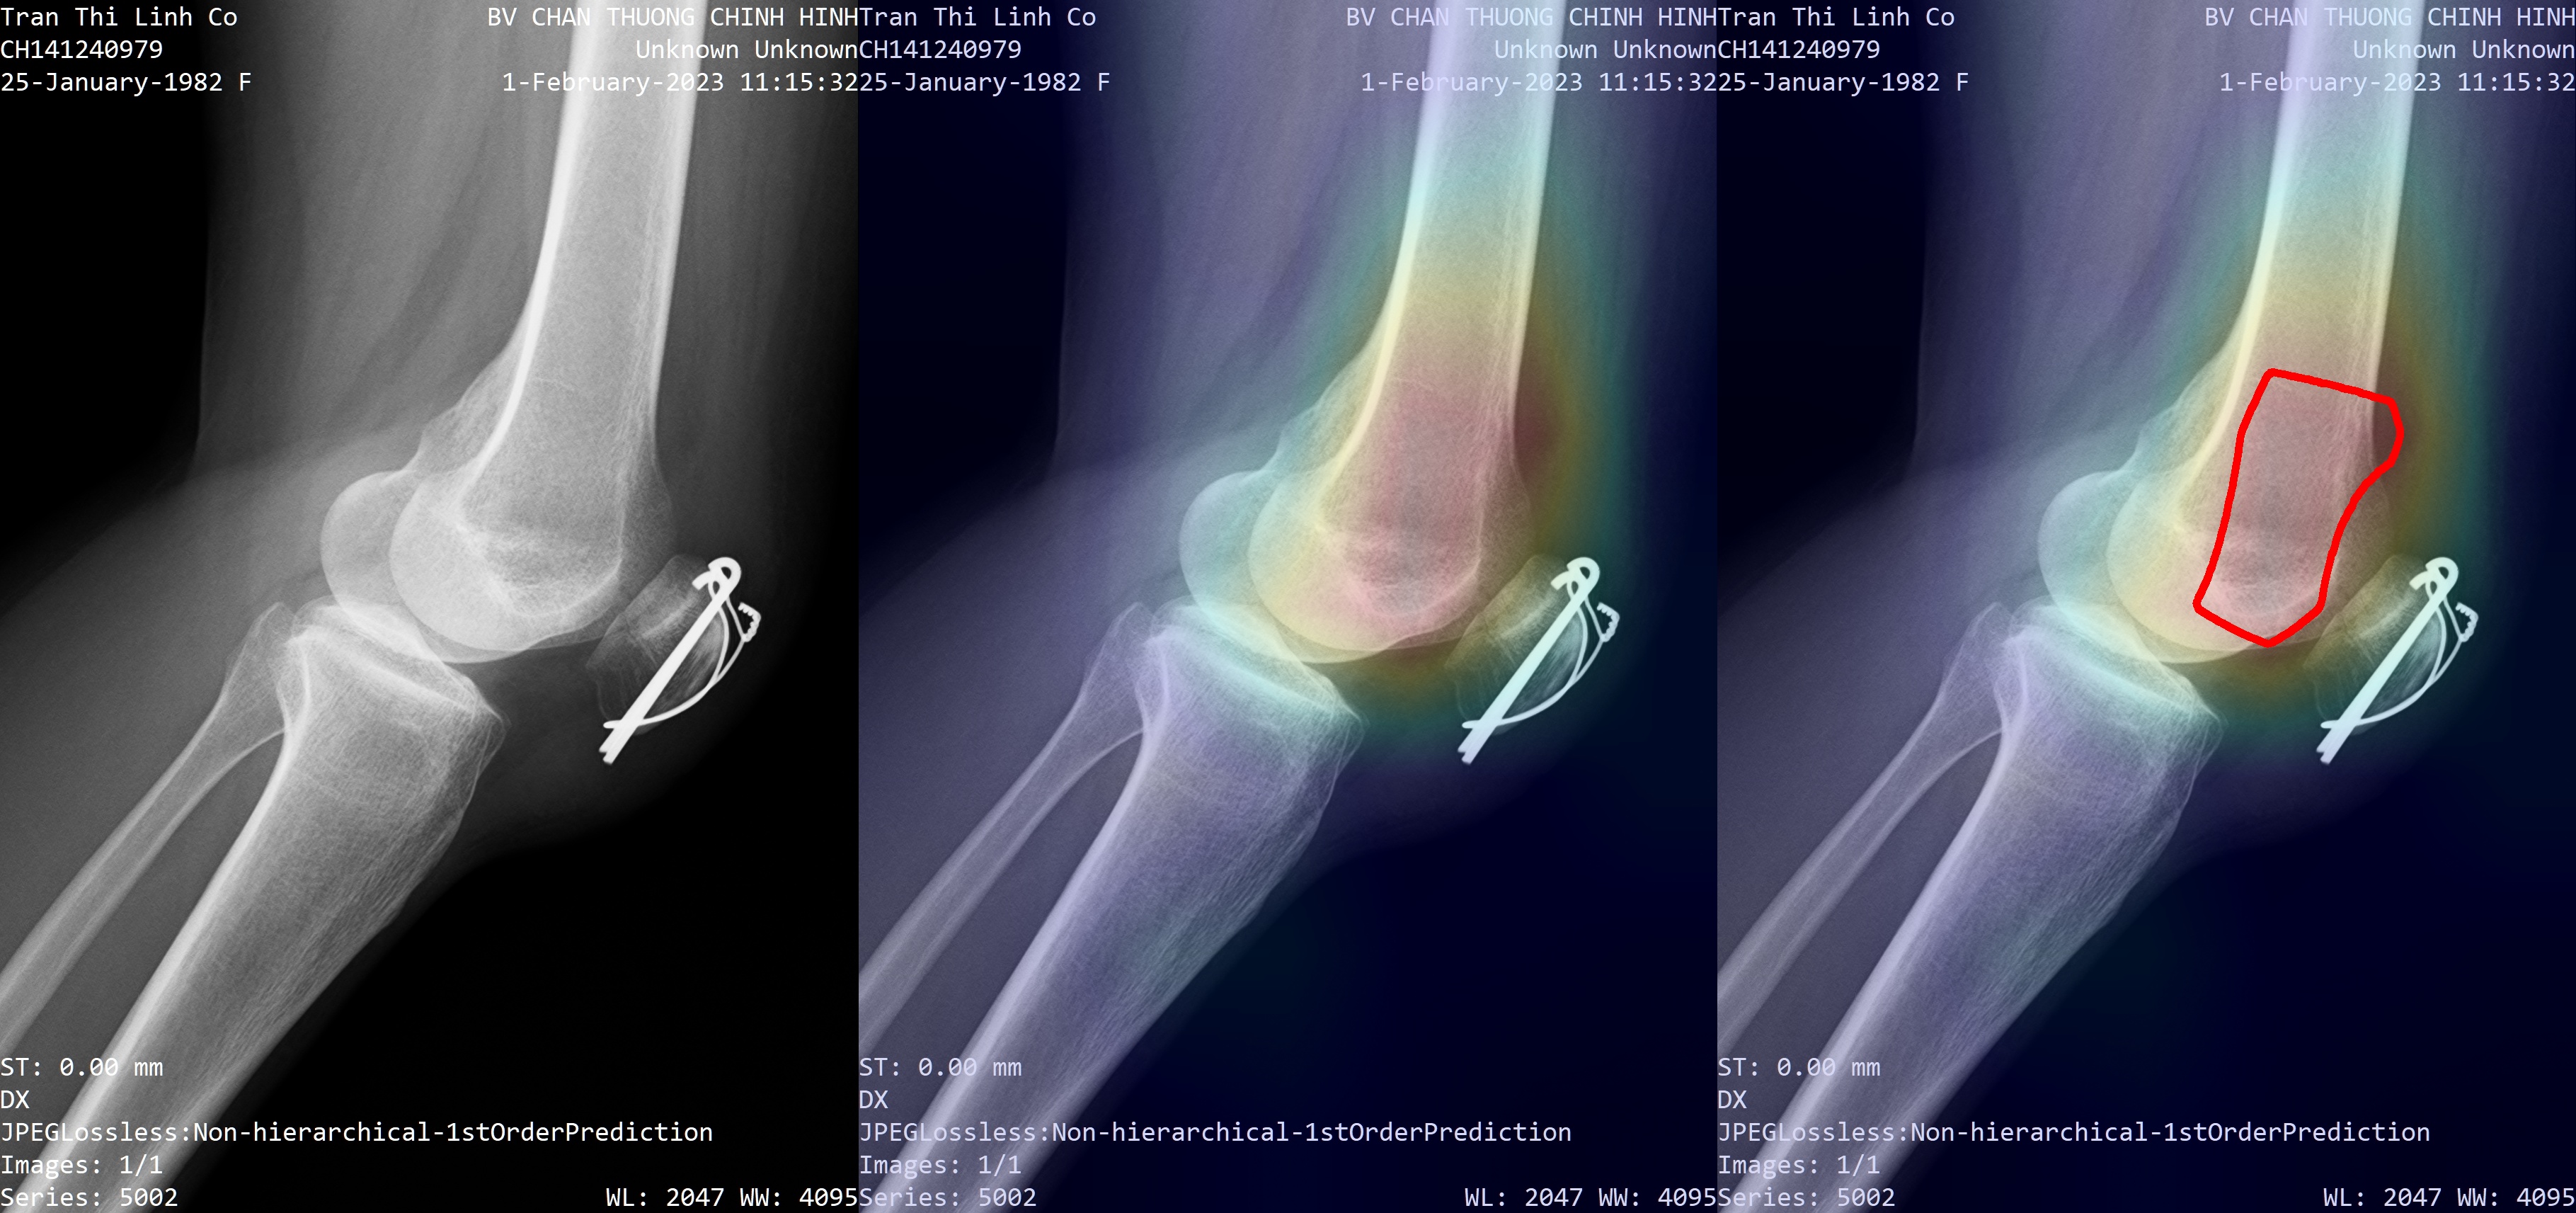 Tran Thi Linh Co
CH141240979
25-January-1982 F
BV CHAN THUONG CHINH HINH
Unknown Unknown
1-February-2023 11:15:32
ST: 0.00 mm
DX
JPEGLossless:Non-hierarchical-1stOrderPrediction
Images: 1/1
Series: 5002
WL: 2047 WW: 4095
Tran Thi Linh Co
CH141240979
25-January-1982 F
BV CHAN THUONG CHINH HINH
Unknown Unknown
1-February-2023 11:15:32
ST: 0.00 mm
DX
JPEGLossless:Non-hierarchical-1stOrderPrediction
Images: 1/1
Series: 5002
WL: 2047 WW: 4095
Tran Thi Linh Co
CH141240979
25-January-1982 F
BV CHAN THUONG CHINH HINH
Unknown Unknown
1-February-2023 11:15:32
ST: 0.00 mm
DX
JPEGLossless:Non-hierarchical-1stOrderPrediction
Images: 1/1
Series: 5002
WL: 2047 WW: 4095